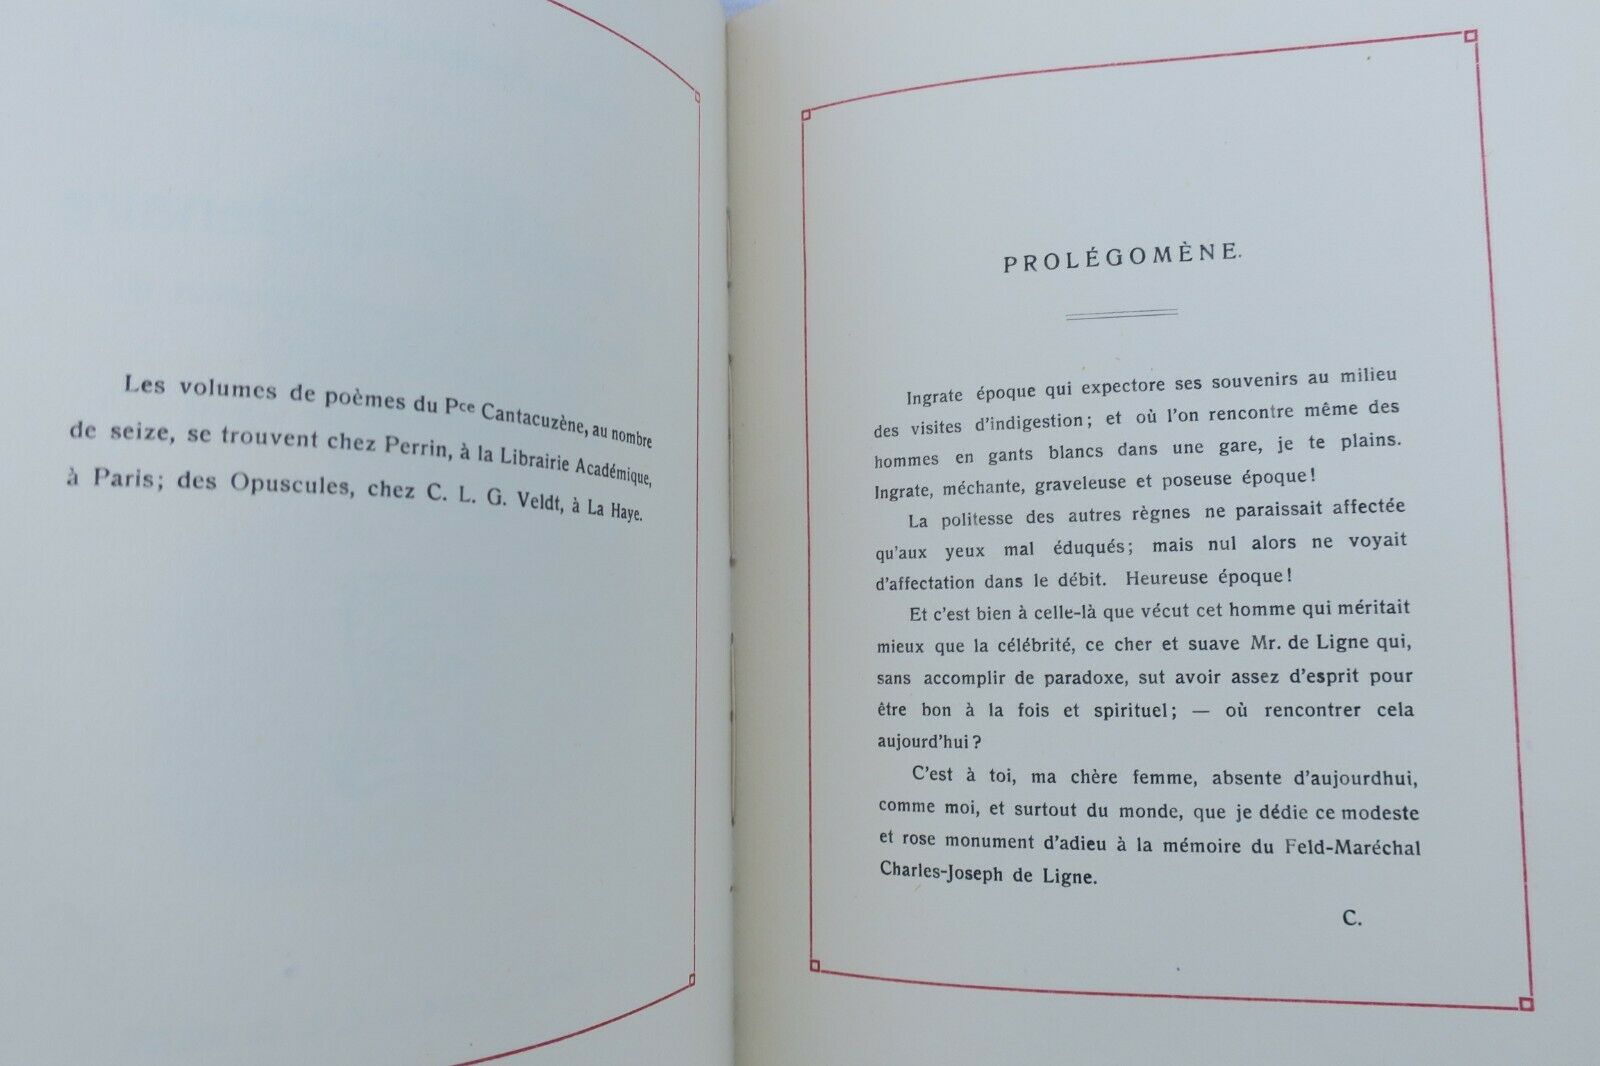 Les volumes de poèmes du Pce Cantacuzène, au nombre
de seize, se trouvent chez Perrin, à la Librairie Académique,
à Paris; des Opuscules, chez C. L. G. Veldt, à La Haye.
PROLÉGOMÈNE.
Ingrate époque qui expectore ses souvenirs au milieu
des visites d'indigestion; et où l'on rencontre même des
hommes en gants blancs dans une gare, je te plains.
Ingrate, méchante, graveleuse et poseuse époque!
La politesse des autres règnes ne paraissait affectée
qu'aux yeux mal éduqués; mais nul alors ne voyait
d'affectation dans le débit. Heureuse époque!
Et c'est bien à celle-là que vécut cet homme qui méritait
mieux que la célébrité, ce cher et suave Mr. de Ligne qui,
sans accomplir de paradoxe, sut avoir assez d'esprit pour
être bon à la fois et spirituel; — où rencontrer cela
aujourd'hui?
C'est à toi, ma chère femme, absente d'aujourdhui,
comme moi, et surtout du monde, que je dédie ce modeste
et rose monument d'adieu à la mémoire du Feld-Maréchal
Charles-Joseph de Ligne.
C.